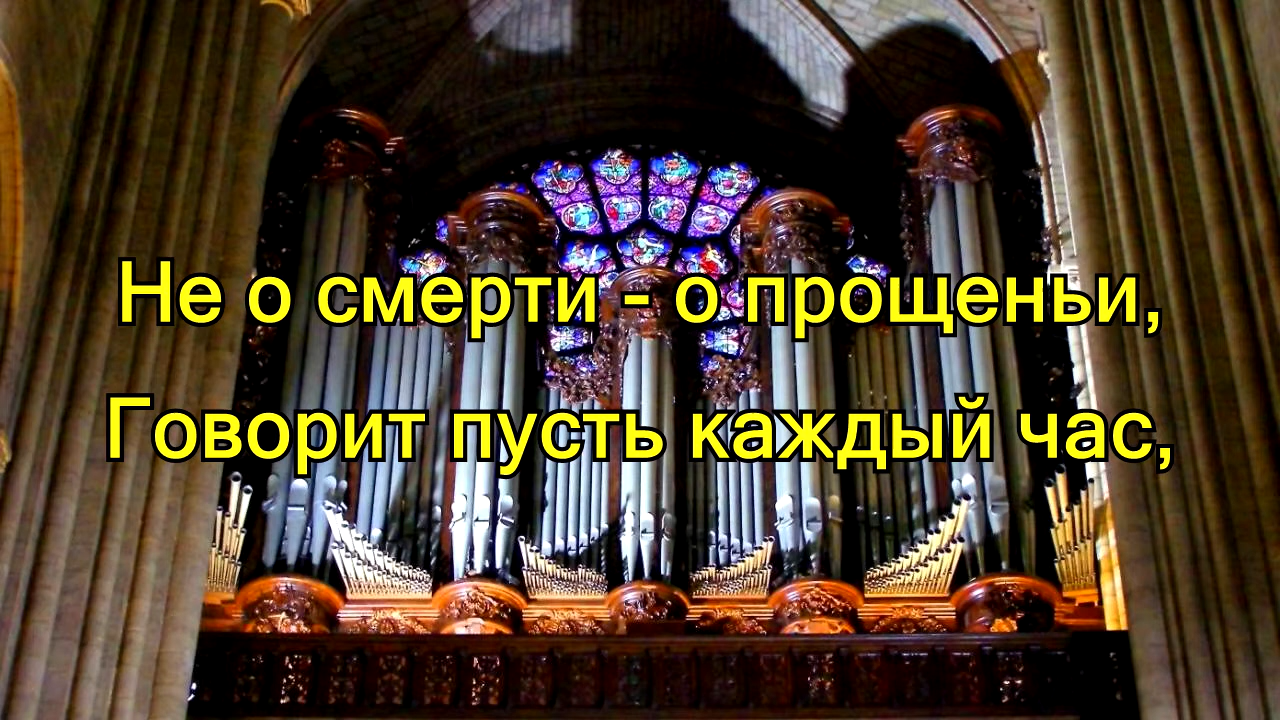 Не о смерти - о прощеньи,
Говорит пусть каждый час,